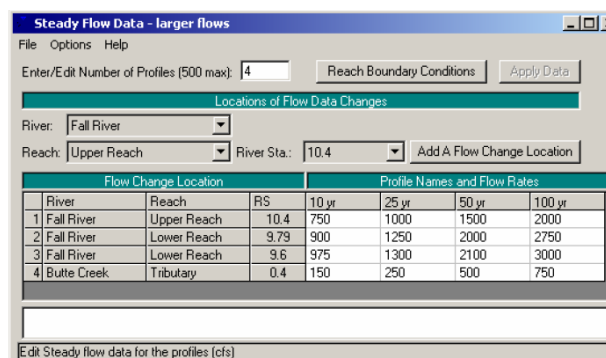 Steady Flow Data - larger flows
File Options Help
Enter/Edit Number of Profiles (500 max): 4 Reach Boundary Conditions Apply Data
Locations of Flow Data Changes
River: Fall River
Reach: Upper Reach River Sta.: 10.4 Add A Flow Change Location
Flow Change Location Profile Names and Flow Rates
River Reach RS 10 yr 25 yr 50 yr 100 yr
1 Fall River Upper Reach 10.4 750 1000 1500 2000
2 Fall River Lower Reach 9.79 900 1250 2000 2750
3 Fall River Lower Reach 9.6 975 1300 2100 3000
4 Butte Creek Tributary 0.4 150 250 500 750
Edit Steady flow data for the profiles (cfs)